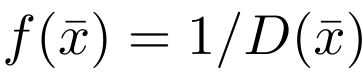 f(x̄) = 1/D(x̄)